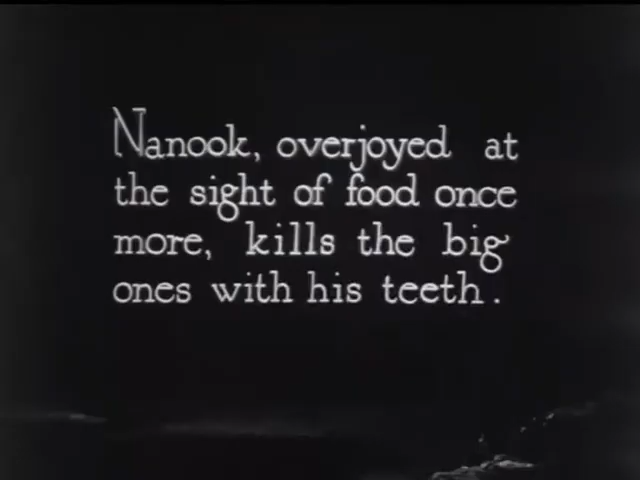 Nanook, overjoyed at
the sight of food once
more, kills the big
ones with his teeth.